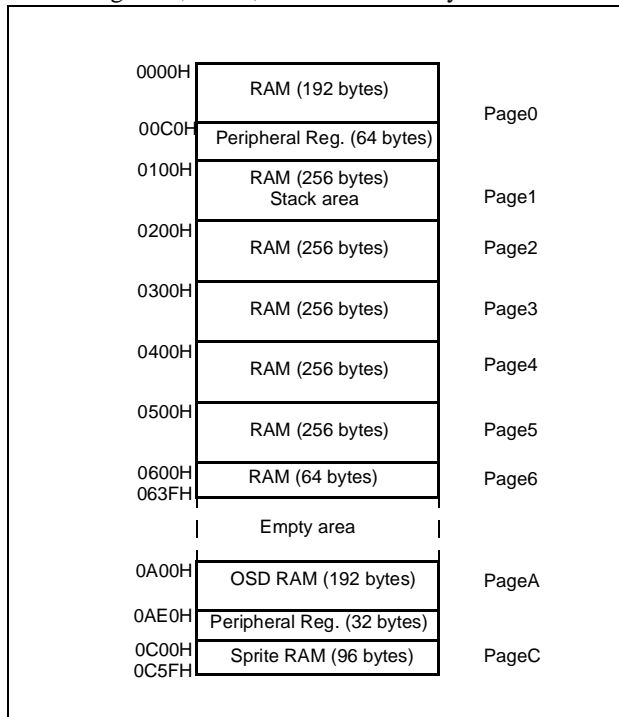 0000H
RAM (192 bytes)
Page0
00C0H
Peripheral Reg. (64 bytes)
0100H
RAM (256 bytes)
Stack area
Page1
0200H
RAM (256 bytes)
Page2
0300H
RAM (256 bytes)
Page3
0400H
RAM (256 bytes)
Page4
0500H
RAM (256 bytes)
Page5
0600H
RAM (64 bytes)
Page6
063FH
Empty area
0A00H
OSD RAM (192 bytes)
PageA
0AE0H
Peripheral Reg. (32 bytes)
0C00H
Sprite RAM (96 bytes)
PageC
0C5FH